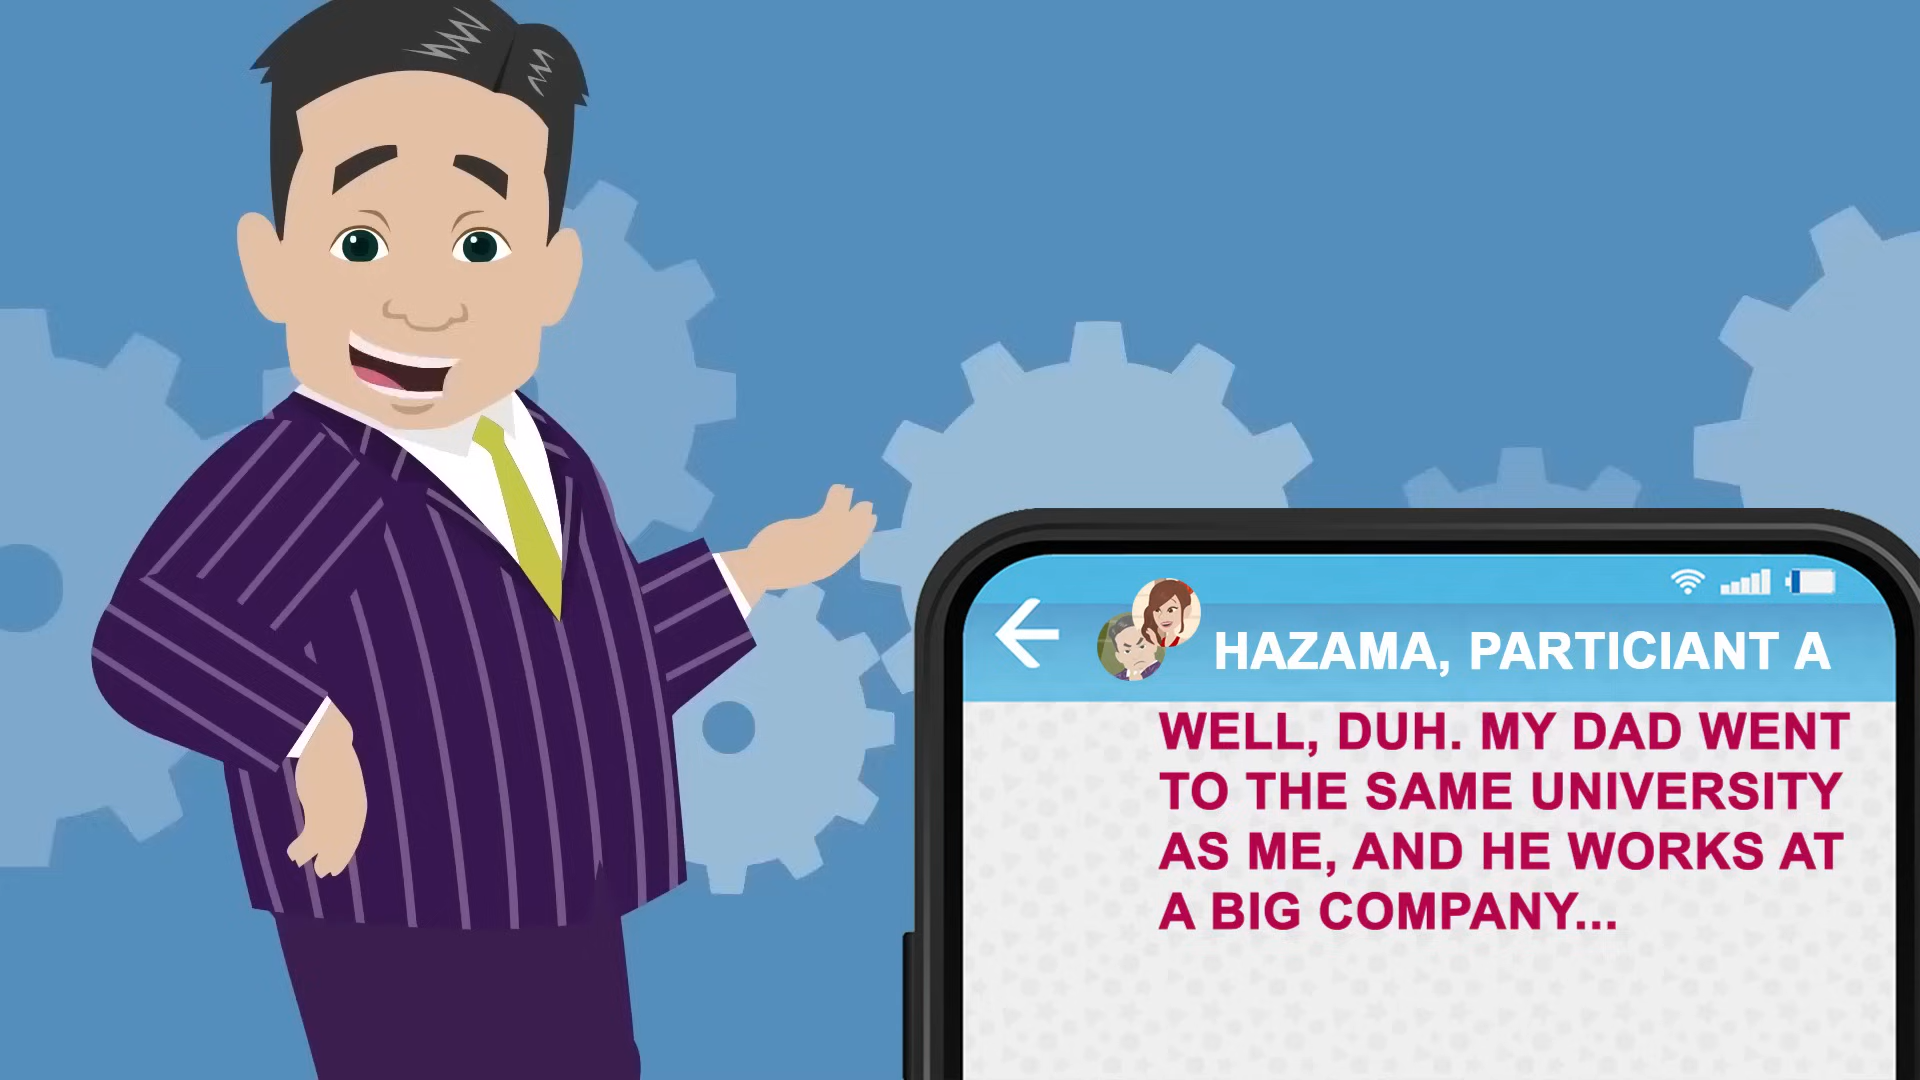 HAZAMA, PARTICIANT A
WELL, DUH. MY DAD WENT
TO THE SAME UNIVERSITY
AS ME, AND HE WORKS AT
A BIG COMPANY...